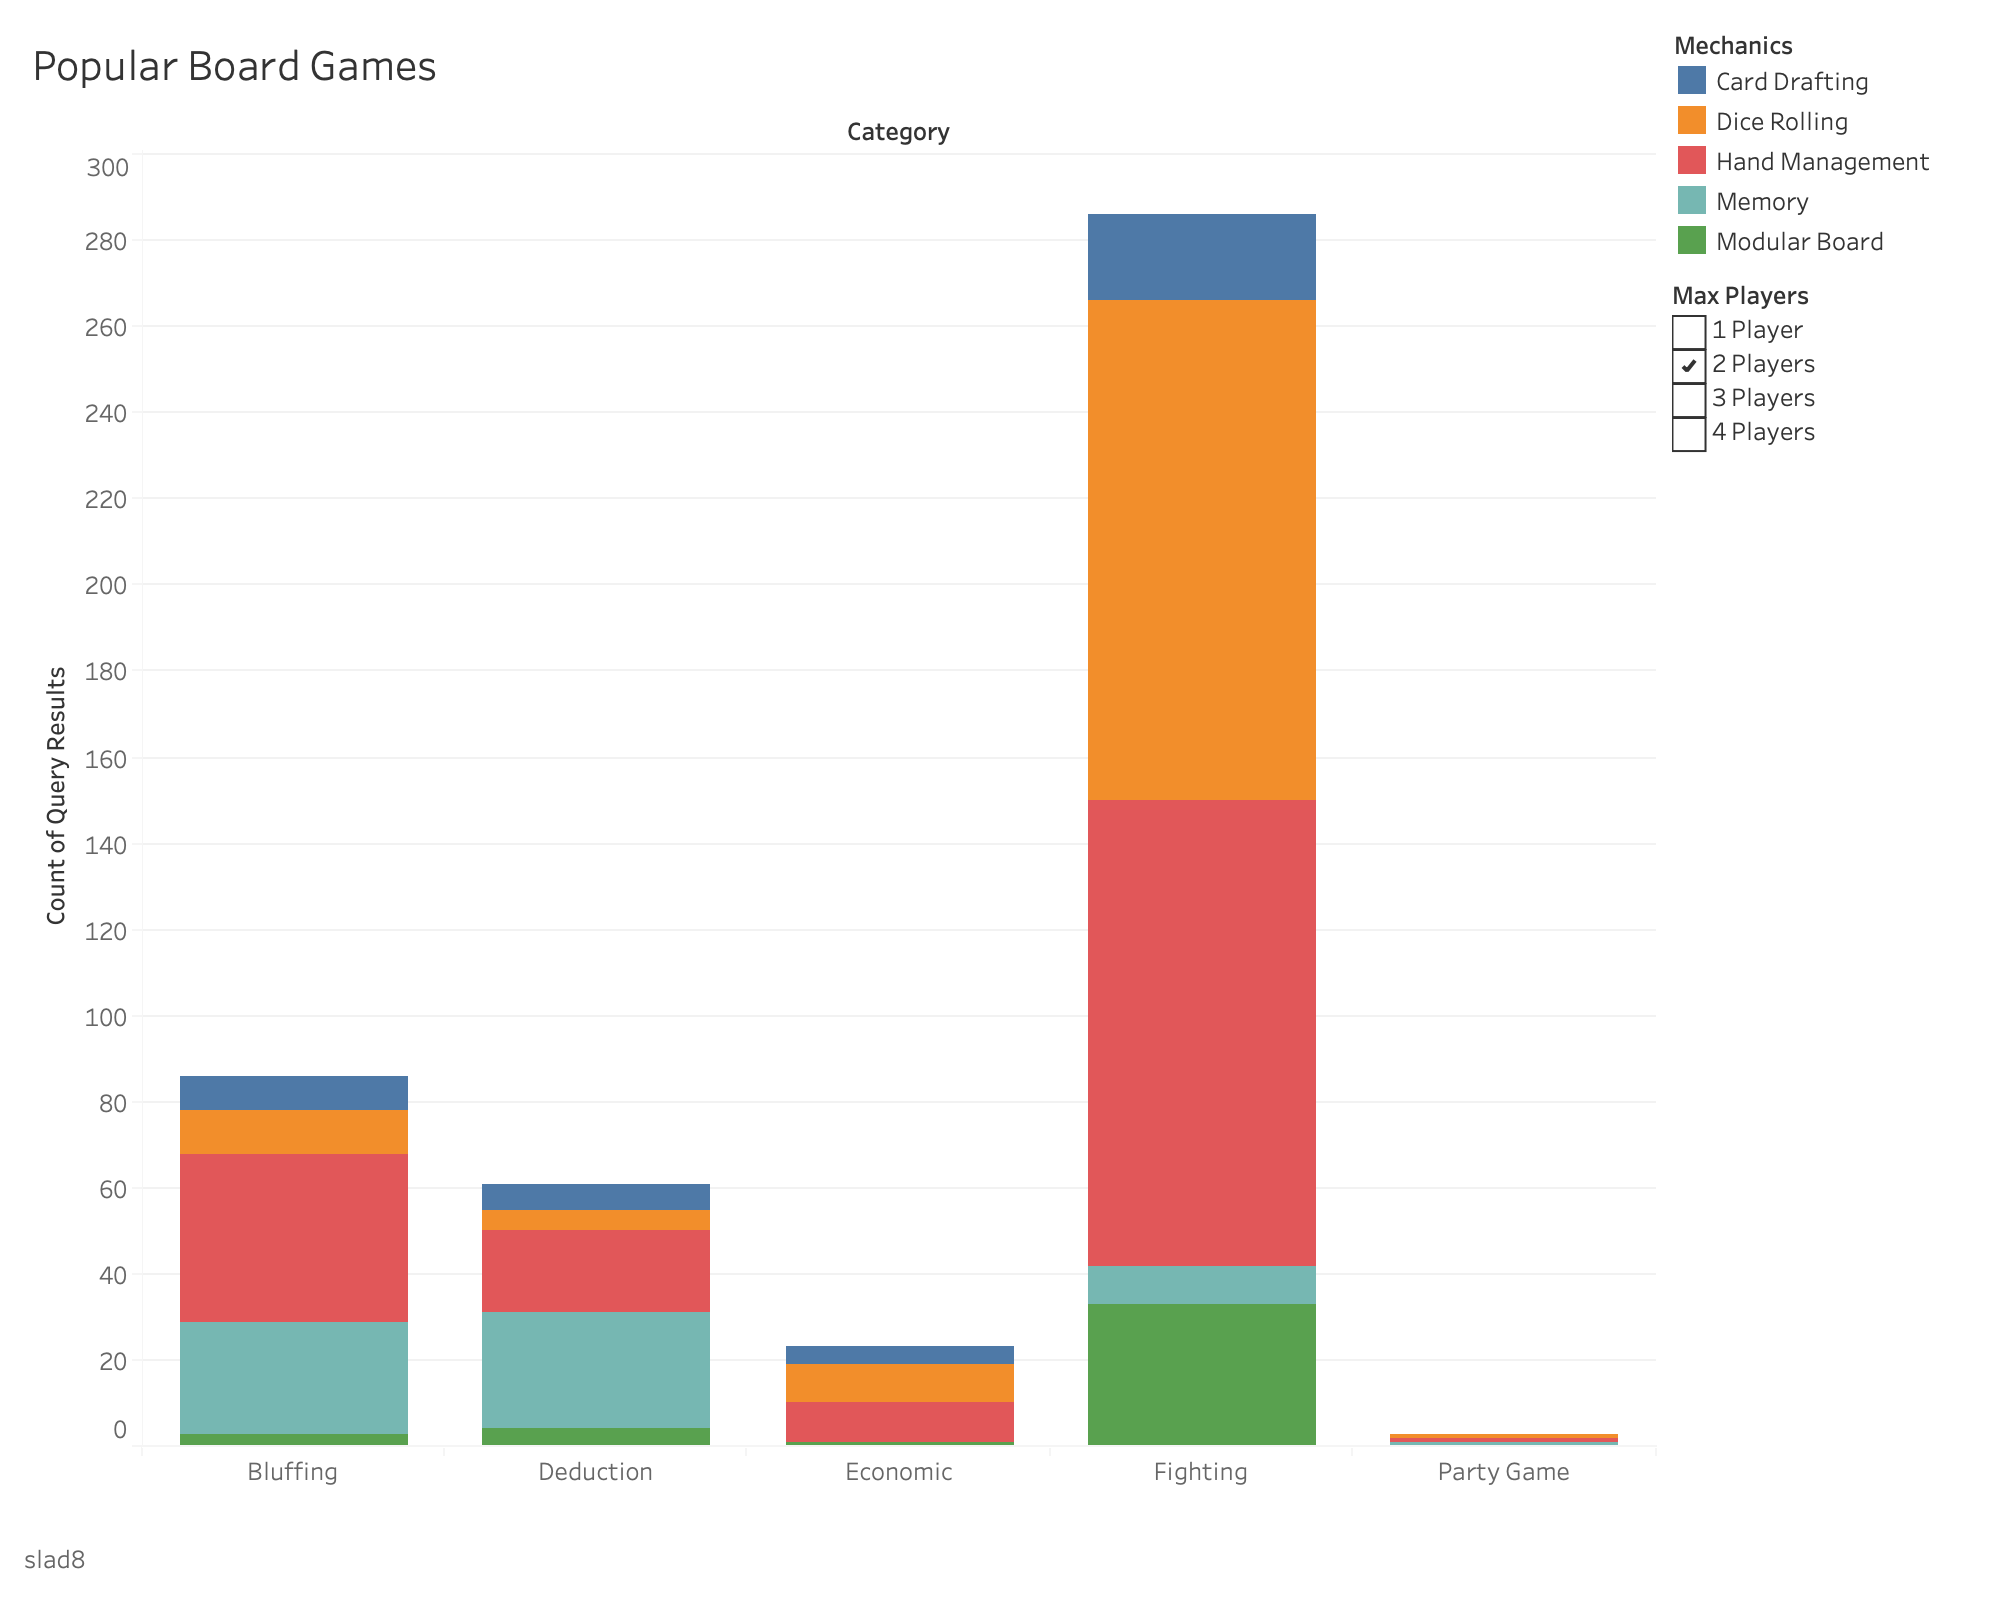 Popular Board Games
Category
300
280
260
240
220
200
180
160
140
120
100
80
60
40
20
0
Count of Query Results
Bluffing
Deduction
Economic
Fighting
Party Game
Mechanics
Card Drafting
Dice Rolling
Hand Management
Memory
Modular Board
Max Players
1 Player
2 Players
3 Players
4 Players
slad8